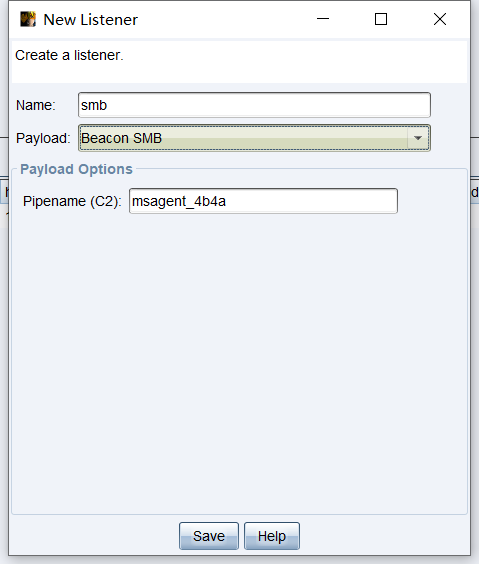 New Listener
Create a listener.
Name: smb
Payload: Beacon SMB
Payload Options
Pipename (C2): msagent_4b4a
Save Help